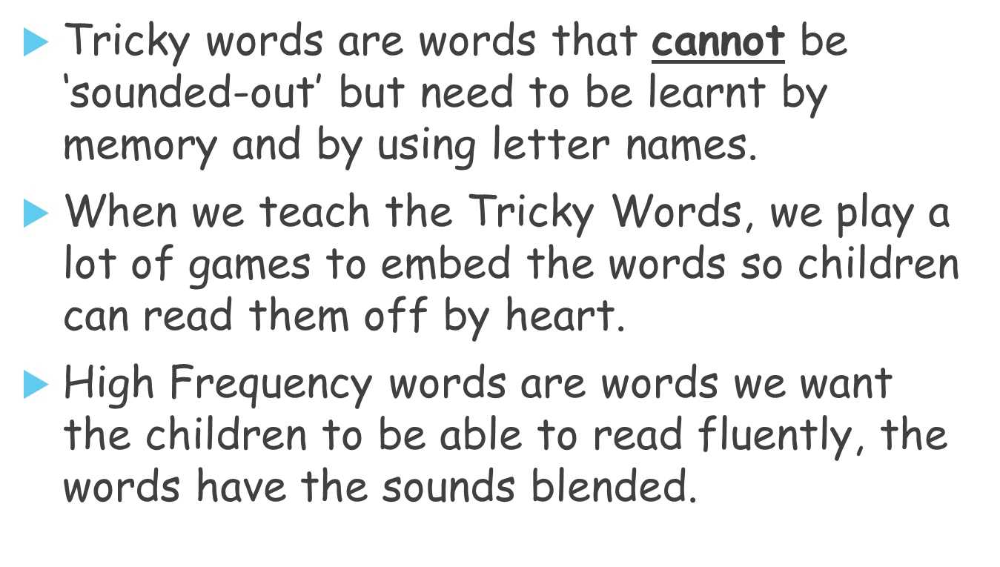 Tricky words are words that cannot be
‘sounded-out’ but need to be learnt by
memory and by using letter names.
When we teach the Tricky Words, we play a
lot of games to embed the words so children
can read them off by heart.
High Frequency words are words we want
the children to be able to read fluently, the
words have the sounds blended.